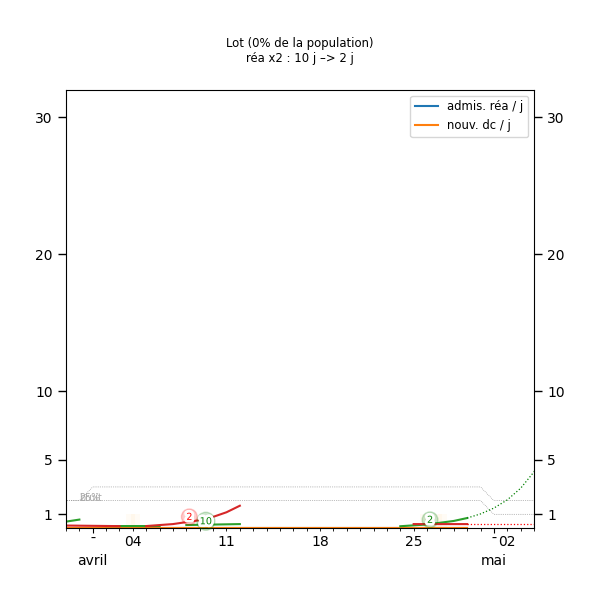 Lot (0% de la population)
réa x2 : 10 j –> 2 j
admis. réa / j
nouv. dc / j
30 30
20 20
10 10
5 5
1 1
2 10 2
- 04 11 18 25 - 02
avril mai